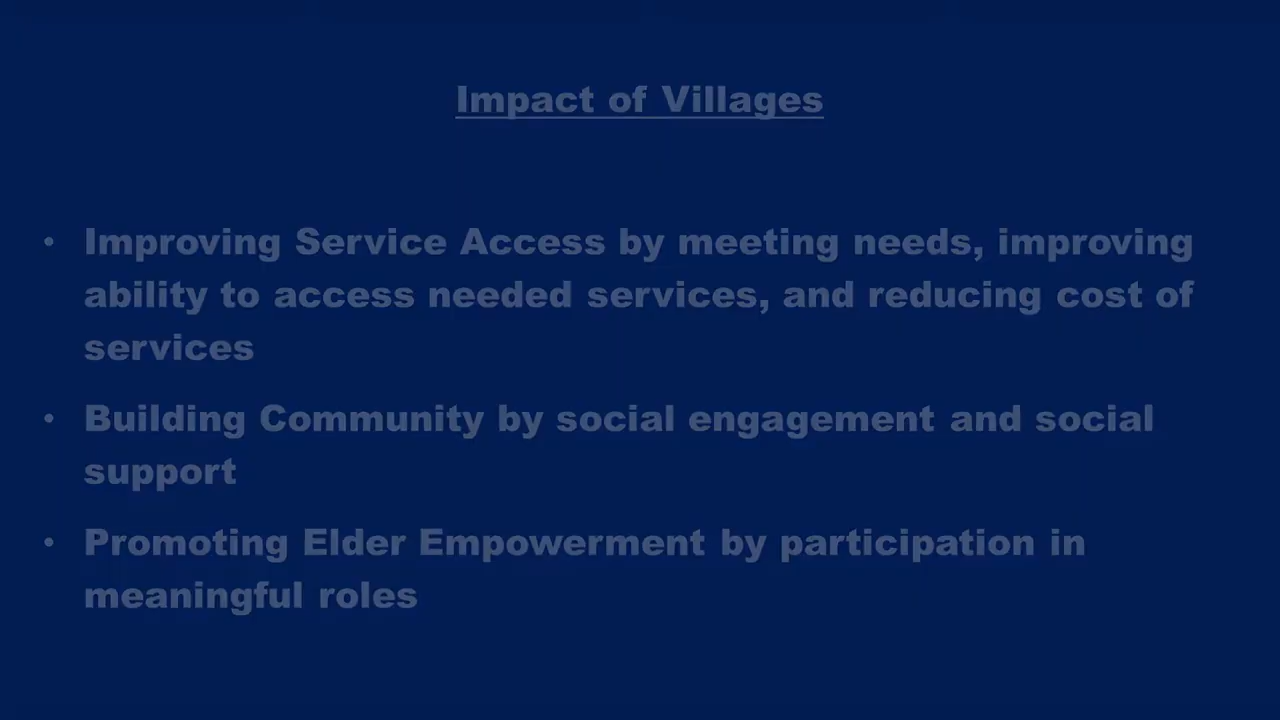 Impact of Villages
• Improving Service Access by meeting needs, improving
ability to access needed services, and reducing cost of
services
• Building Community by social engagement and social
support
• Promoting Elder Empowerment by participation in
meaningful roles